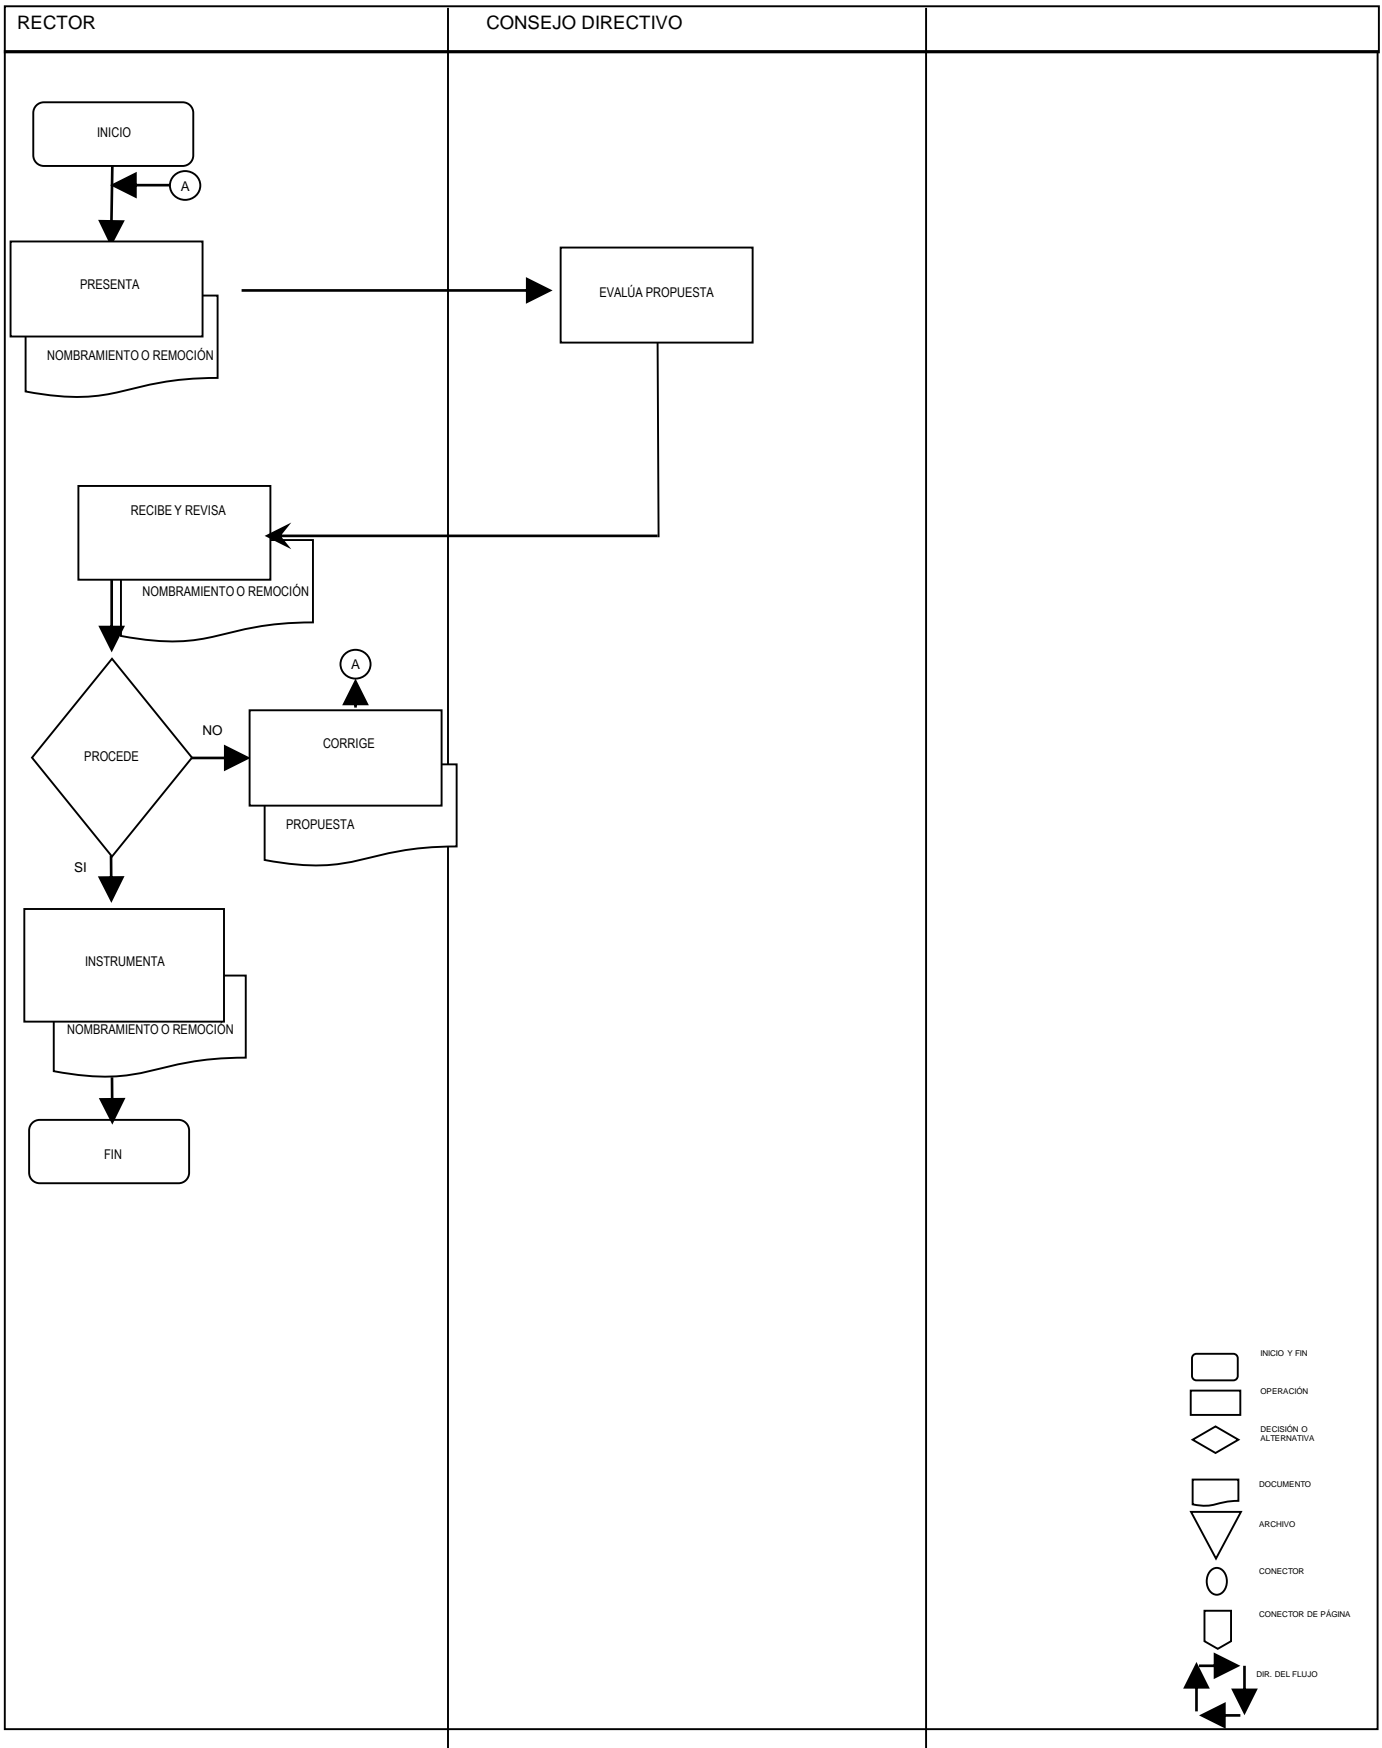 RECTOR
CONSEJO DIRECTIVO
INICIO
A
PRESENTA
EVALÚA PROPUESTA
NOMBRAMIENTO O REMOCIÓN
RECIBE Y REVISA
NOMBRAMIENTO O REMOCIÓN
A
NO
CORRIGE
PROCEDE
PROPUESTA
SI
INSTRUMENTA
NOMBRAMIENTO O REMOCIÓN
FIN
INICIO Y FIN
OPERACIÓN
DECISIÓN O
ALTERNATIVA
DOCUMENTO
ARCHIVO
CONECTOR
CONECTOR DE PÁGINA
DIR. DEL FLUJO